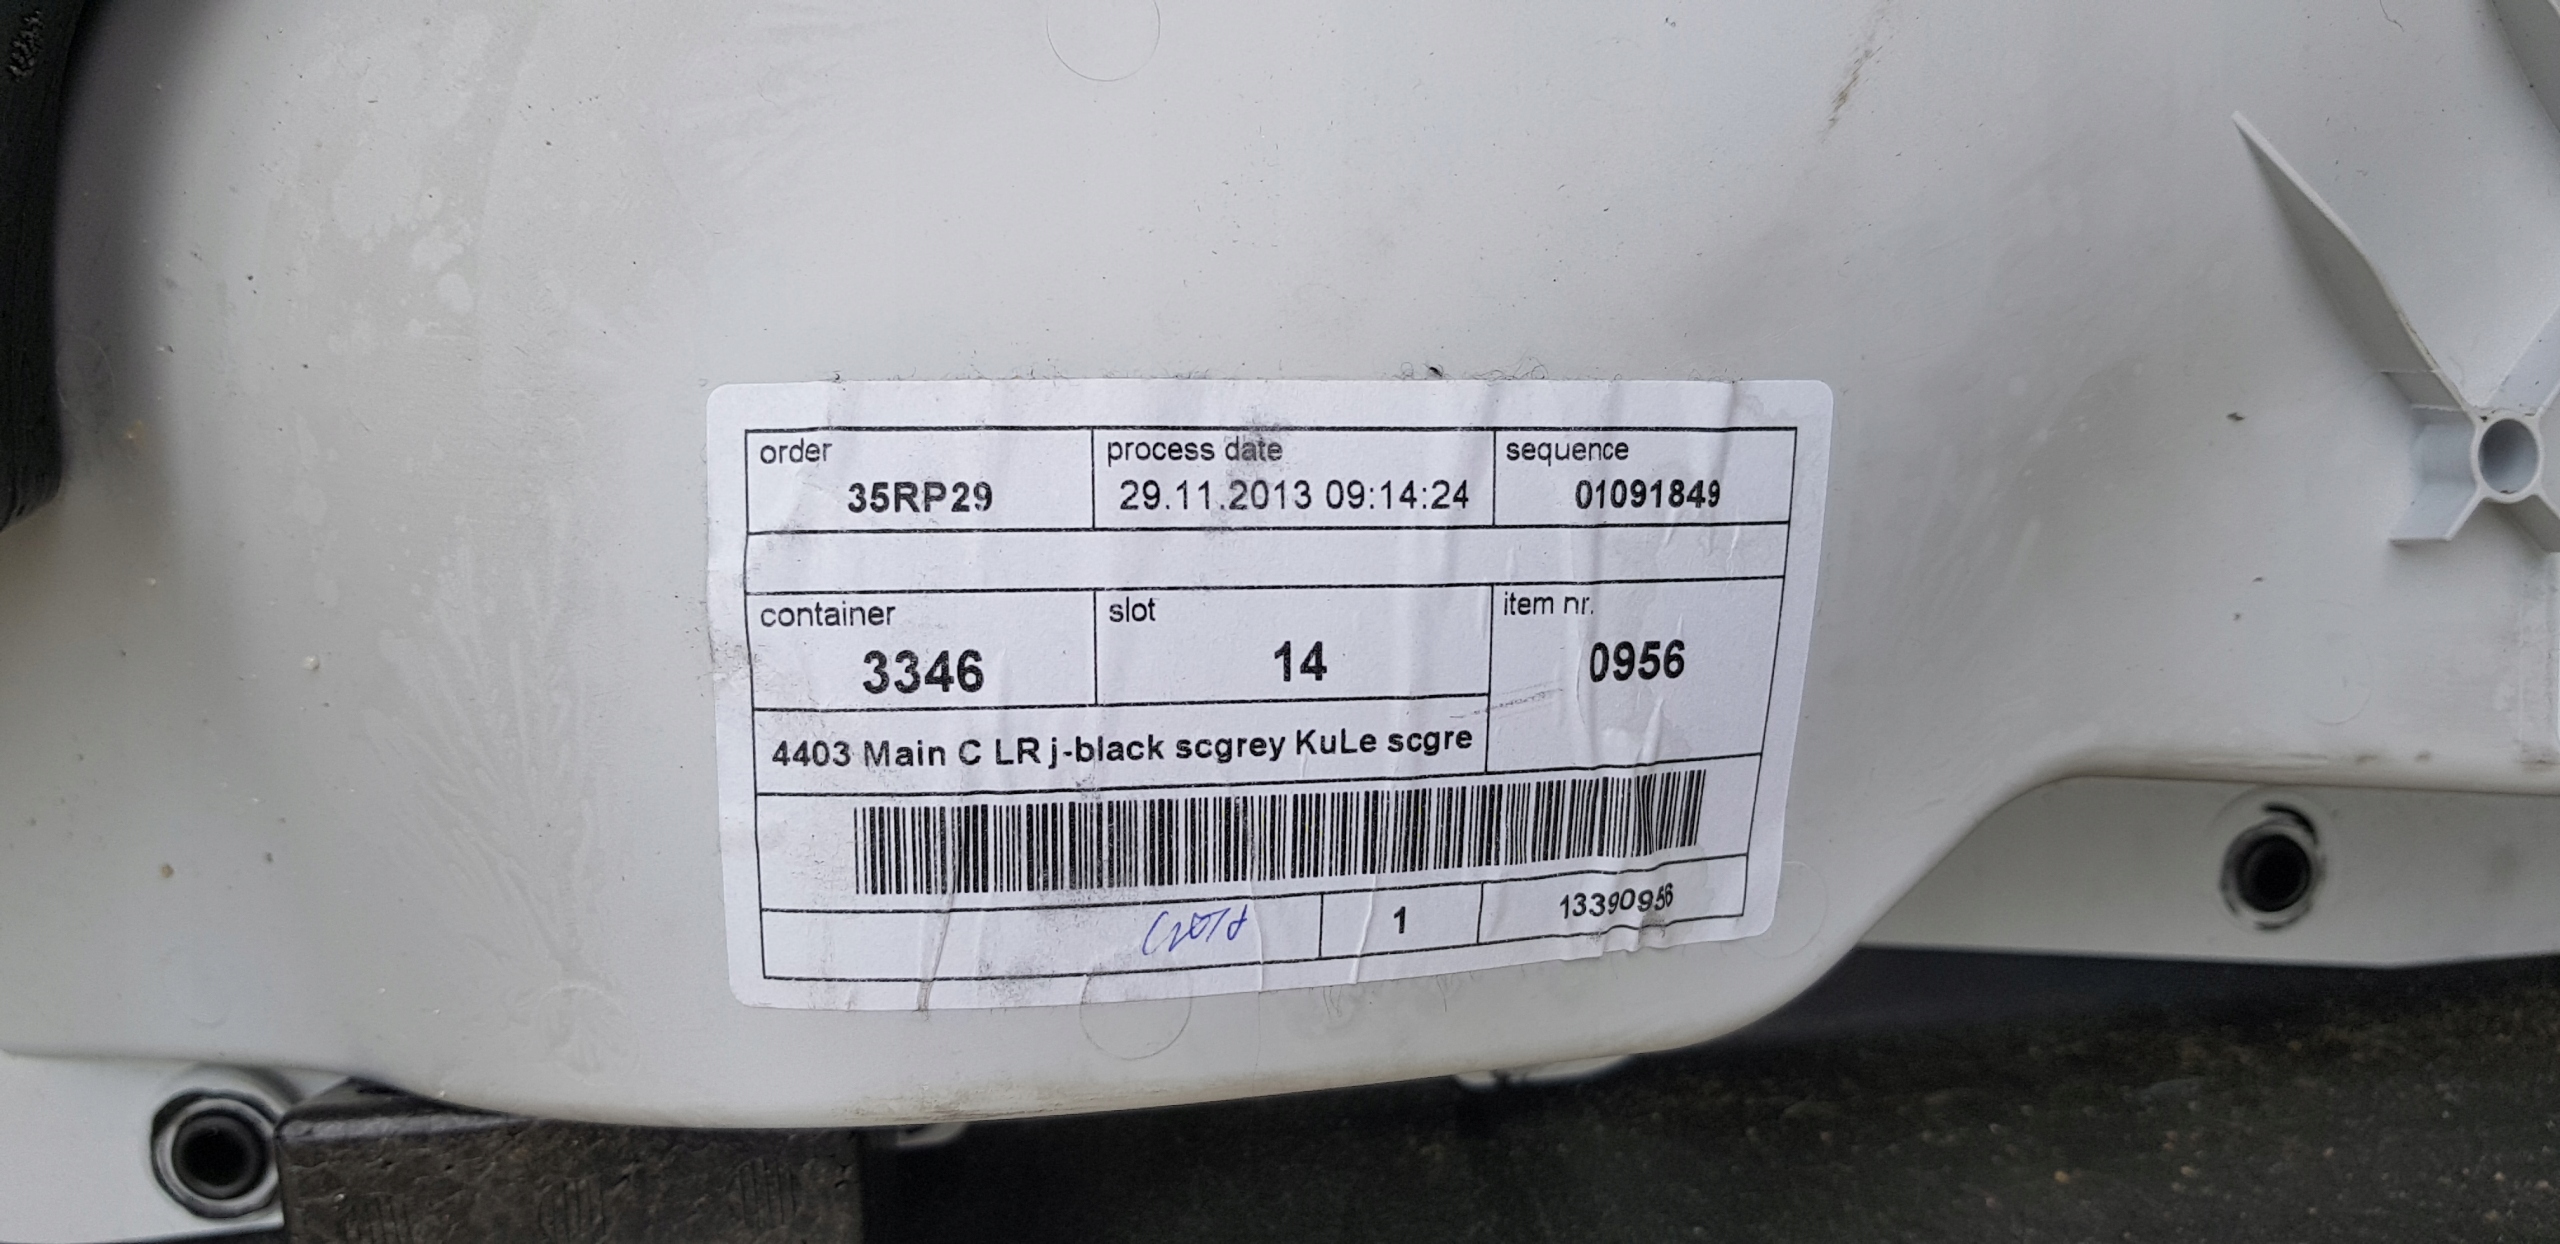 order process date sequence
35RP29 29.11.2013 09:14:24 01091849
container slot item nr.
3346 14 0956
4403 Main C LR j-black scgrey KuLe scgre
1 13390956